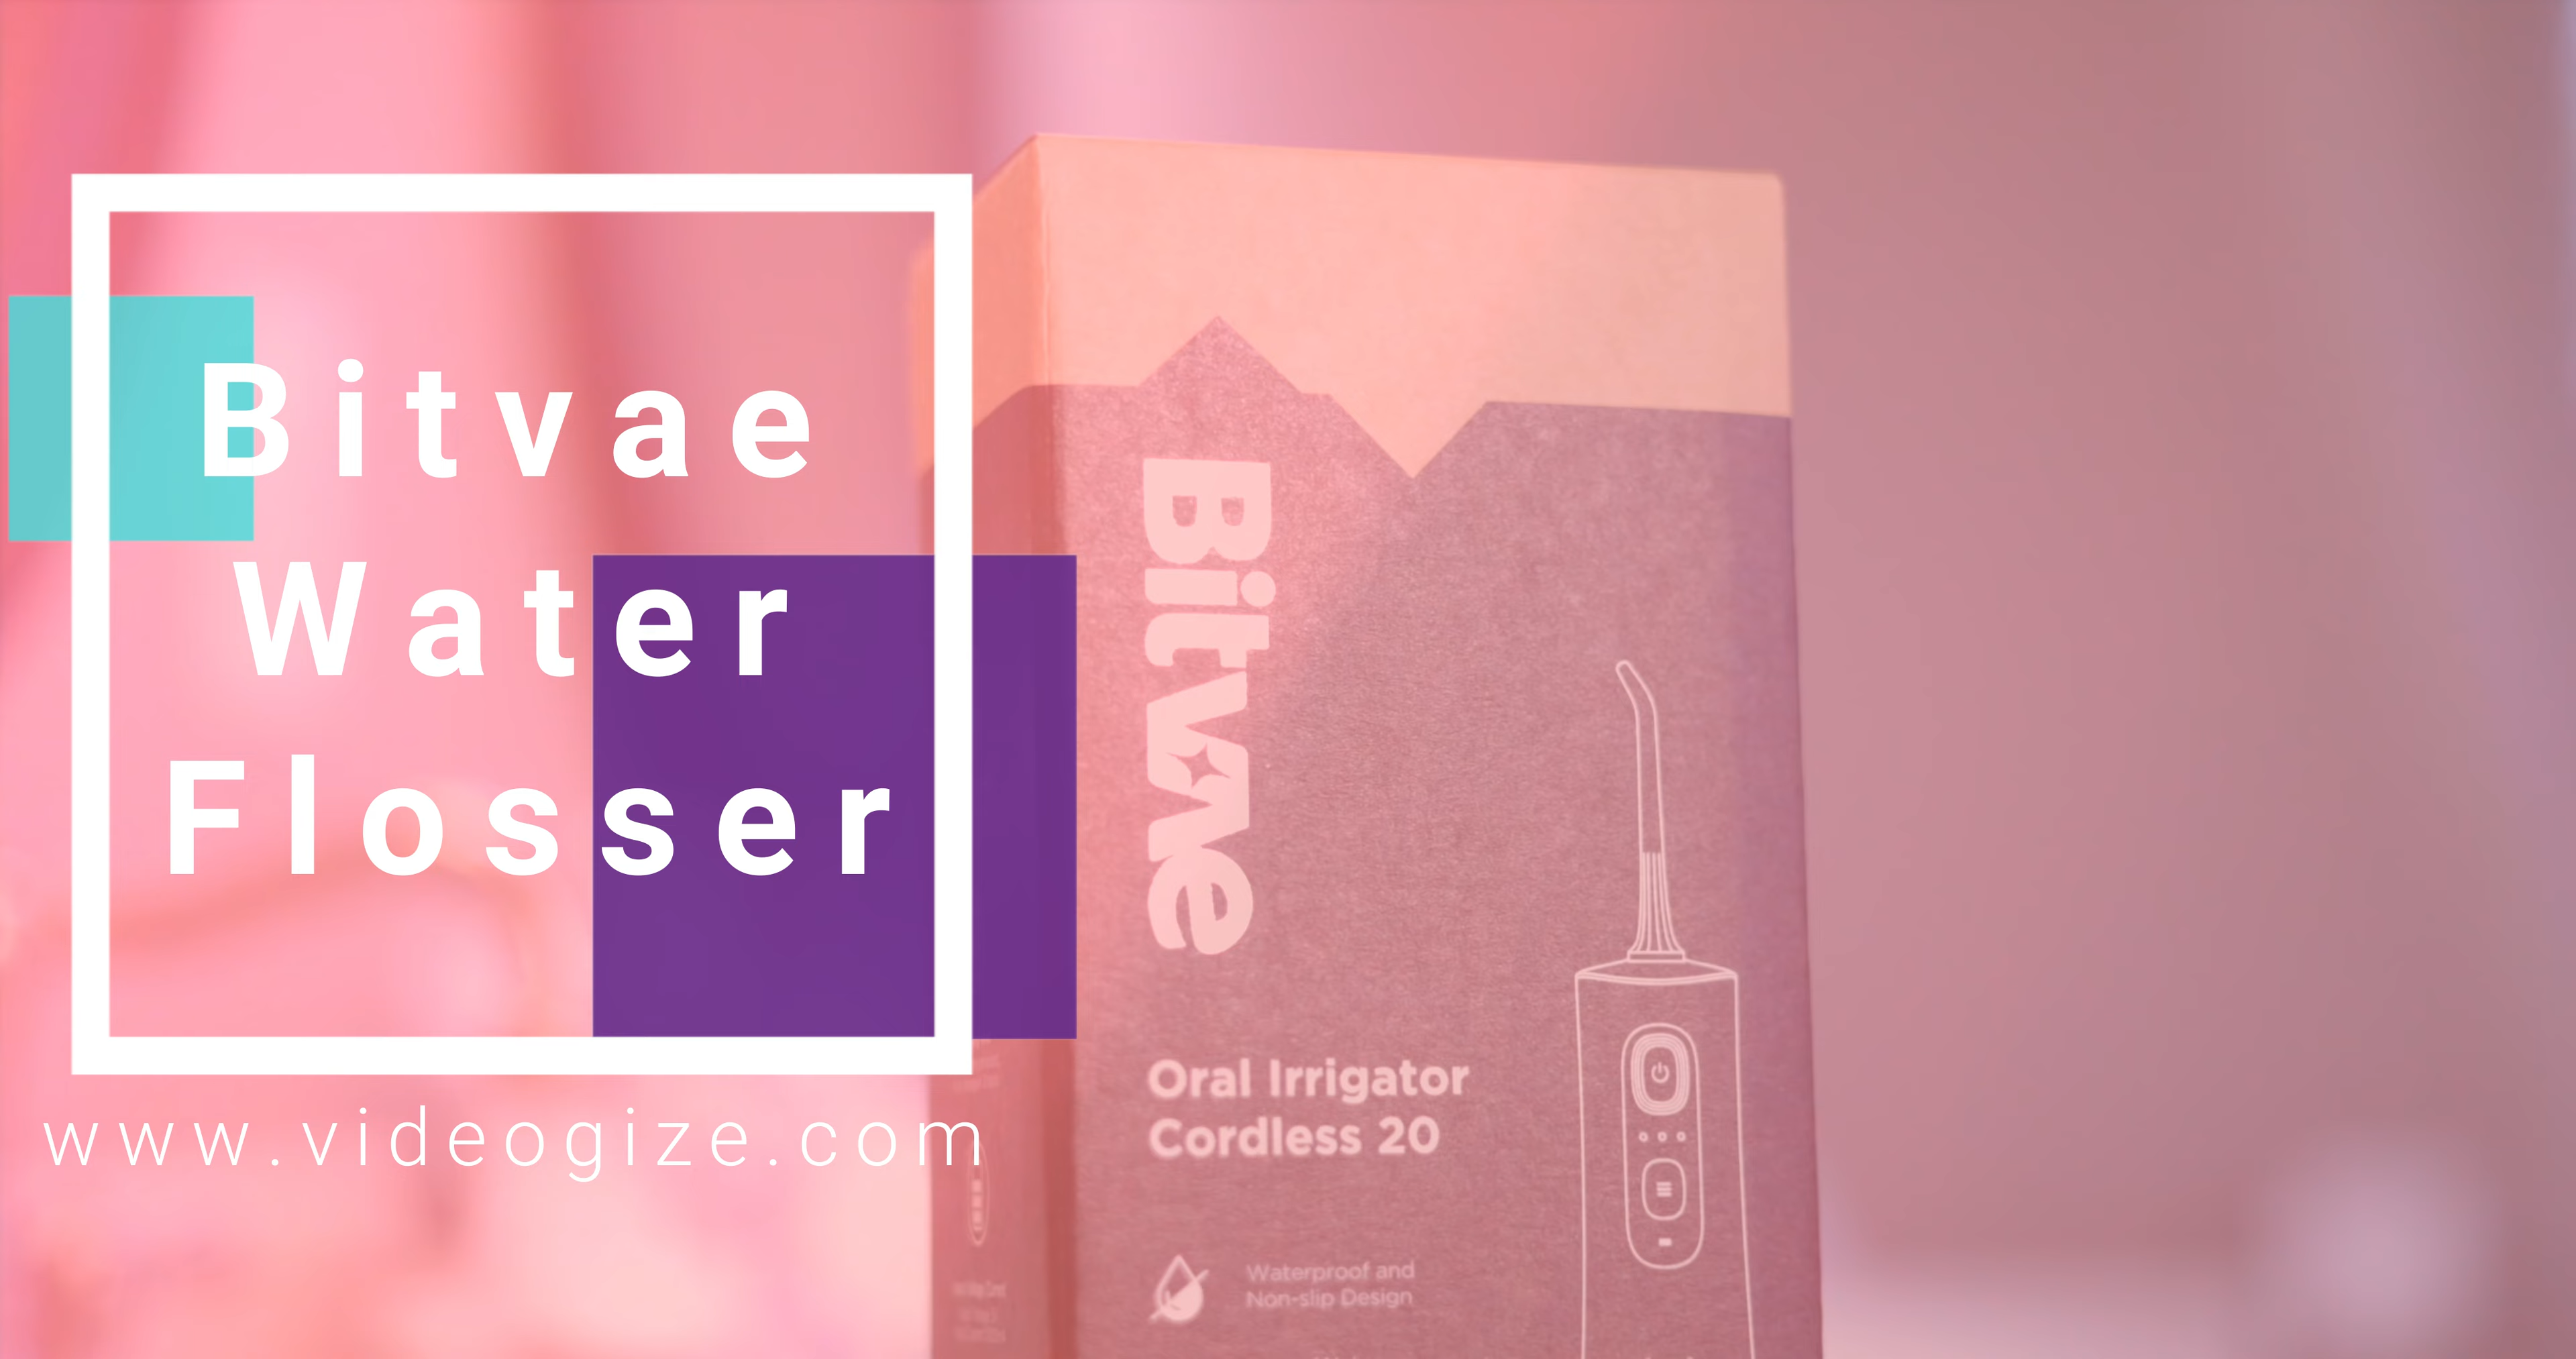 Bitvae
Water
Flosser
www.videogize.com
Bitvae
Oral Irrigator
Cordless 20
Waterproof and
Non-slip Design